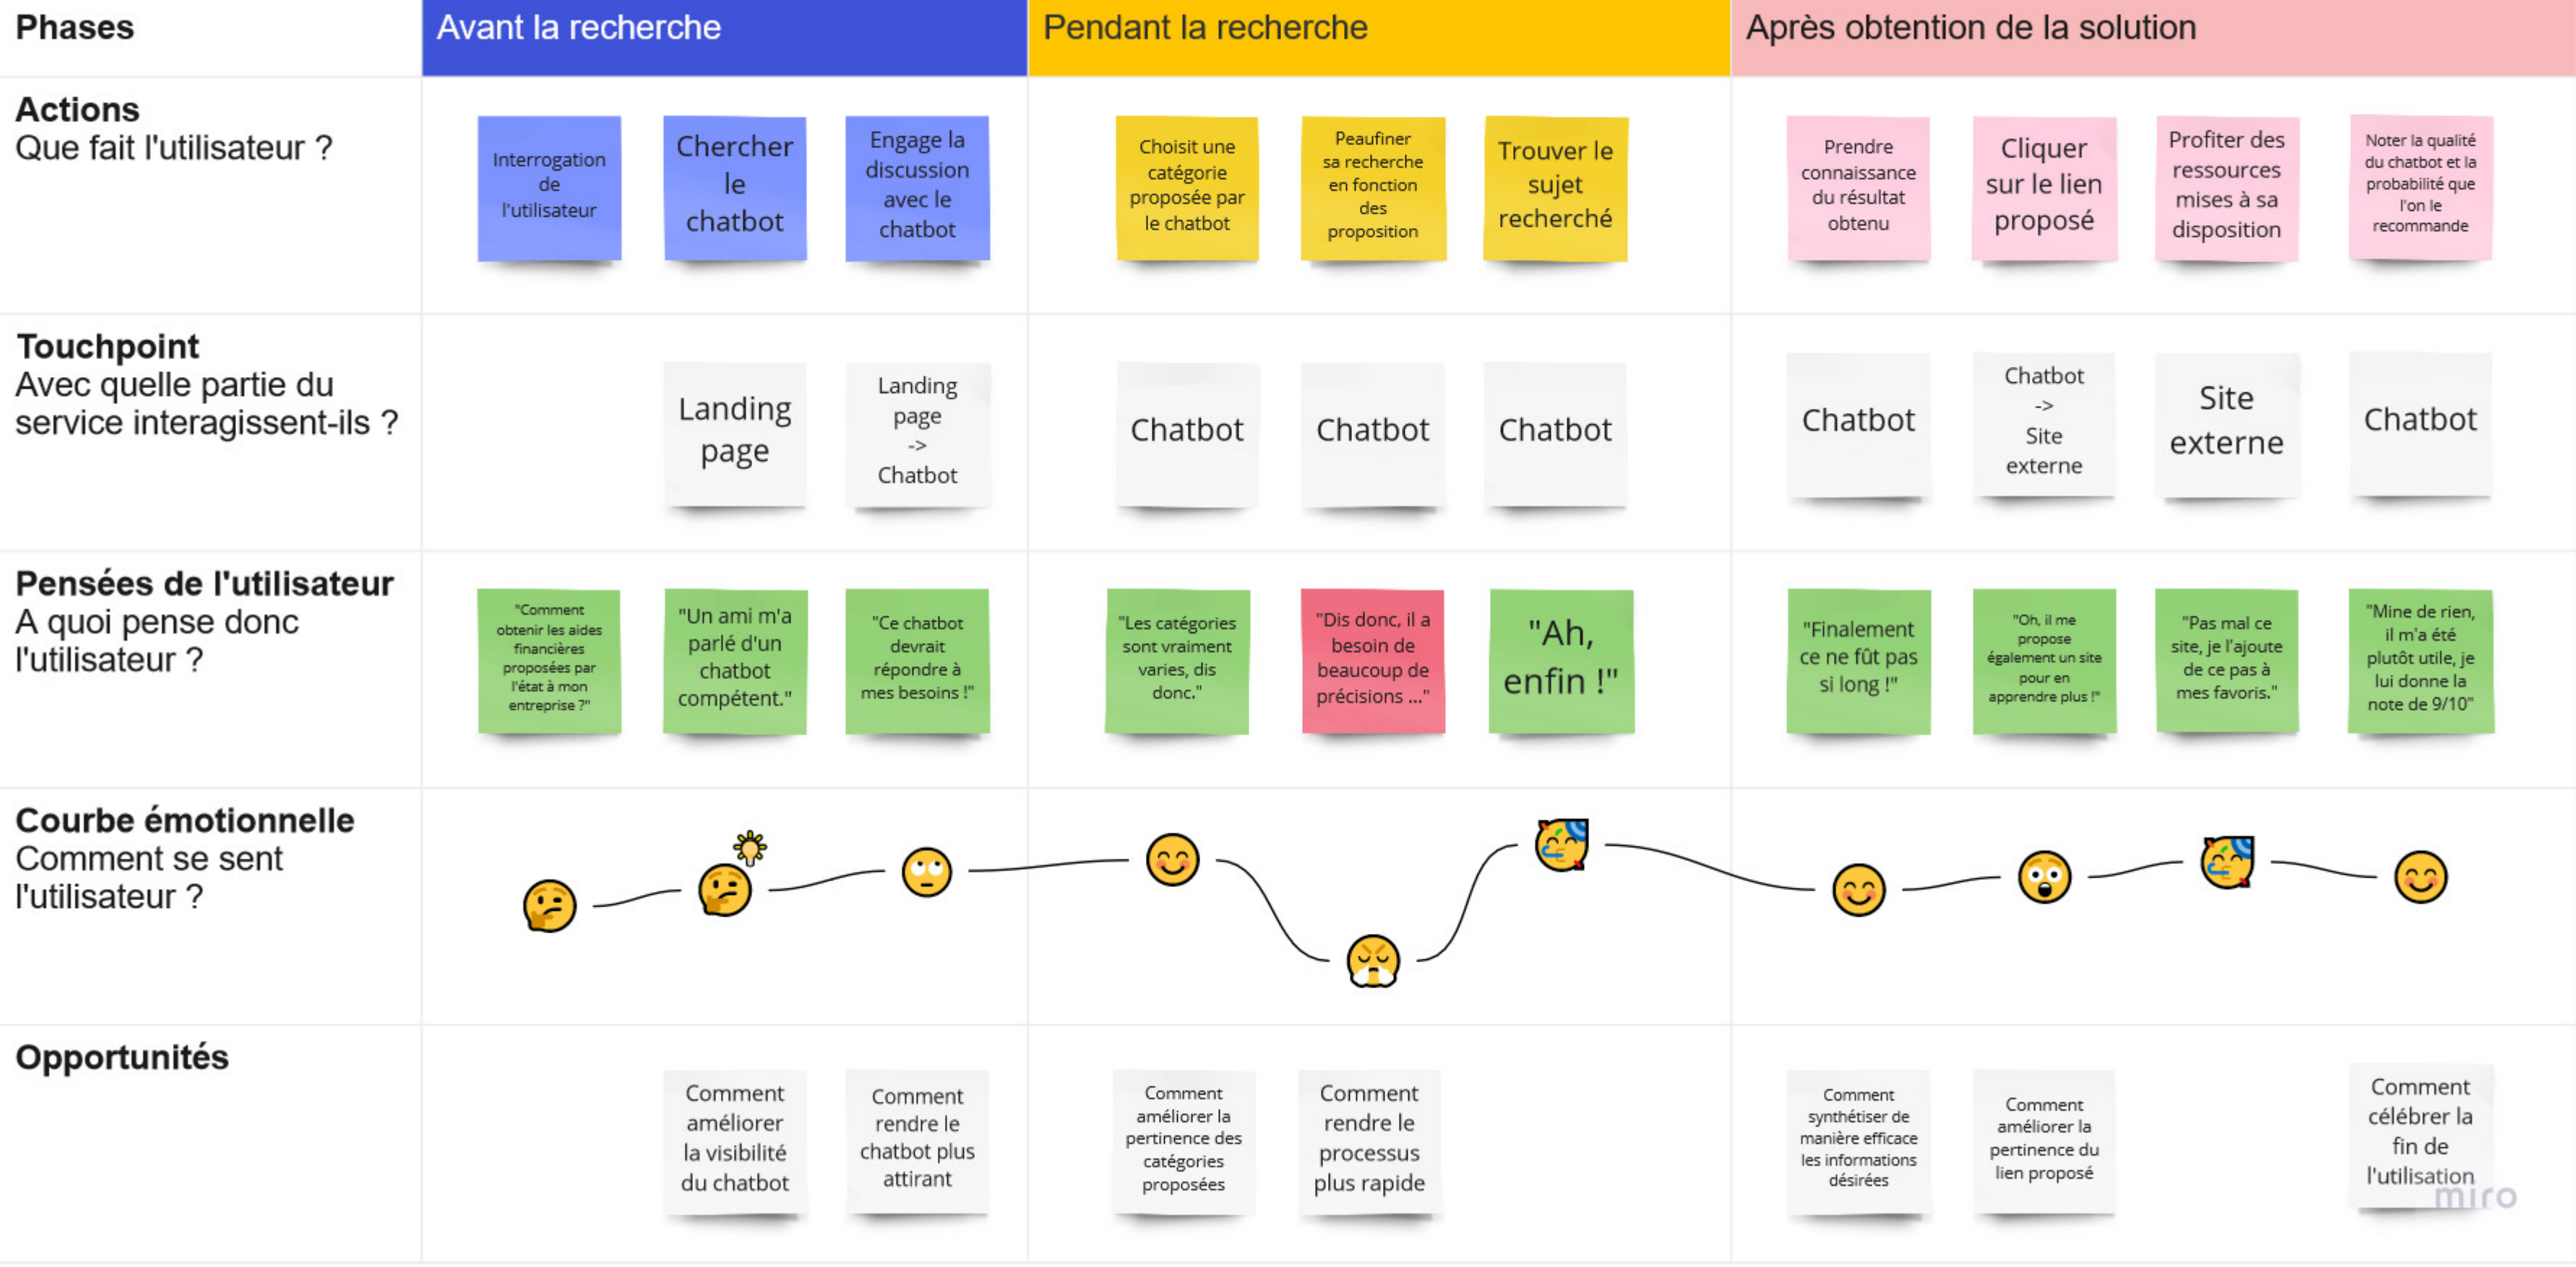 Phases
Avant la recherche
Pendant la recherche
Après obtention de la solution
Actions
Que fait l'utilisateur ?
Interrogation
de
l'utilisateur
Chercher
le
chatbot
Engage la
discussion
avec le
chatbot
Choisit une
catégorie
proposée par
le chatbot
Peaufiner
sa recherche
en fonction
des
proposition
Trouver le
sujet
recherché
Prendre
connaissance
du résultat
obtenu
Cliquer
sur le lien
proposé
Profiter des
ressources
mises à sa
disposition
Noter la qualité
du chatbot et la
probabilité que
l'on le
recommande
Touchpoint
Avec quelle partie du
service interagissent-ils ?
Landing
page
Landing
page
->
Chatbot
Chatbot
Chatbot
Chatbot
Chatbot
Chatbot
->
Site
externe
Site
externe
Chatbot
Pensées de l'utilisateur
A quoi pense donc
l'utilisateur ?
"Comment
obtenir les aides
financières
proposées par
l'état à mon
entreprise ?"
"Un ami m'a
parlé d'un
chatbot
compétent."
"Ce chatbot
devrait
répondre à
mes besoins !"
"Les catégories
sont vraiment
varies, dis
donc."
"Dis donc, il a
besoin de
beaucoup de
précisions ..."
"Ah,
enfin !"
"Finalement
ce ne fût pas
si long !"
"Oh, il me
propose
également un site
pour en
apprendre plus !"
"Pas mal ce
site, je l'ajoute
de ce pas à
mes favoris."
"Mine de rien,
il m'a été
plutôt utile, je
lui donne la
note de 9/10"
Courbe émotionnelle
Comment se sent
l'utilisateur ?
Opportunités
Comment
améliorer
la visibilité
du chatbot
Comment
rendre le
chatbot plus
attirant
Comment
améliorer la
pertinence des
catégories
proposées
Comment
rendre le
processus
plus rapide
Comment
synthétiser de
manière efficace
les informations
désirées
Comment
améliorer la
pertinence du
lien proposé
Comment
célébrer la
fin de
l'utilisation
miro